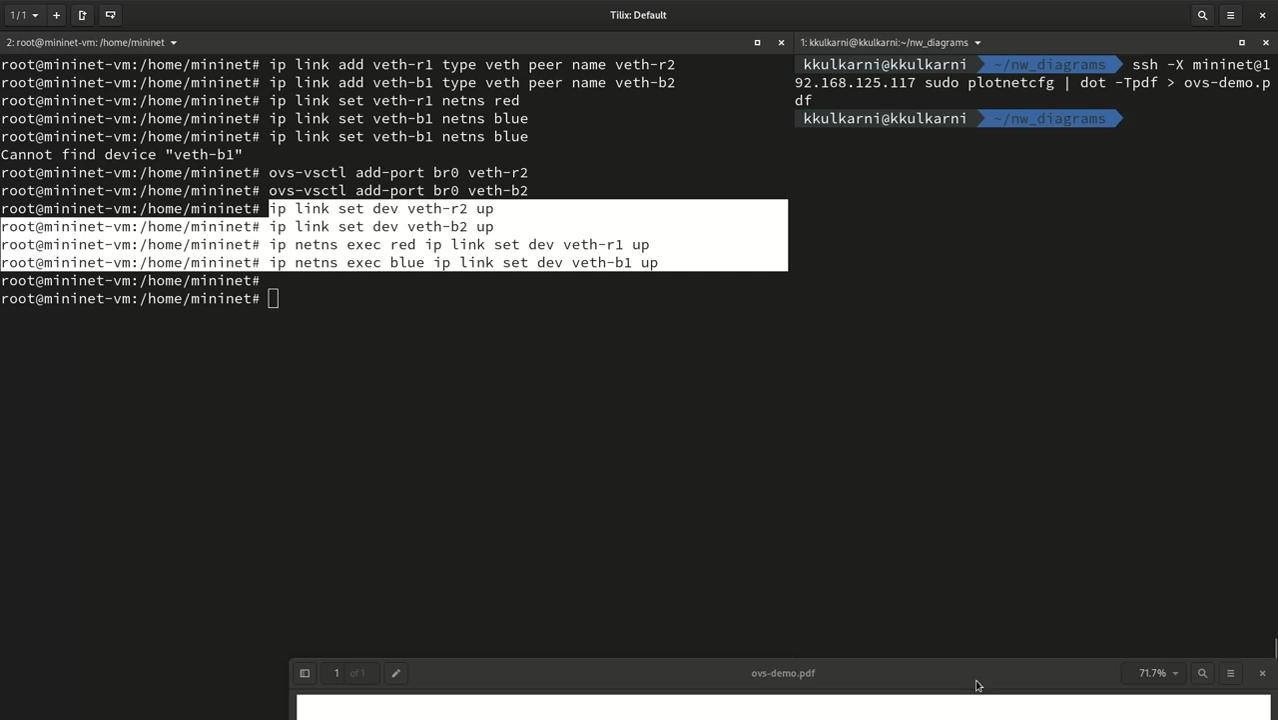 1/1
Tilix: Default
2: root@mininet-vm: /home/mininet
root@mininet-vm:/home/mininet# ip link add veth-r1 type veth peer name veth-r2
root@mininet-vm:/home/mininet# ip link add veth-b1 type veth peer name veth-b2
root@mininet-vm:/home/mininet# ip link set veth-r1 netns red
root@mininet-vm:/home/mininet# ip link set veth-b1 netns blue
root@mininet-vm:/home/mininet# ip link set veth-b1 netns blue
Cannot find device "veth-b1"
root@mininet-vm:/home/mininet# ovs-vsctl add-port br0 veth-r2
root@mininet-vm:/home/mininet# ovs-vsctl add-port br0 veth-b2
root@mininet-vm:/home/mininet# ip link set dev veth-r2 up
root@mininet-vm:/home/mininet# ip link set dev veth-b2 up
root@mininet-vm:/home/mininet# ip netns exec red ip link set dev veth-r1 up
root@mininet-vm:/home/mininet# ip netns exec blue ip link set dev veth-b1 up
root@mininet-vm:/home/mininet#
root@mininet-vm:/home/mininet#
1: kkulkarni@kkulkarni:~/nw_diagrams
kkulkarni@kkulkarni ~/nw_diagrams ssh -X mininet@1
92.168.125.117 sudo plotnetcfg | dot -Tpdf > ovs-demo.p
df
kkulkarni@kkulkarni ~/nw_diagrams
1 of 1
ovs-demo.pdf
71.7%